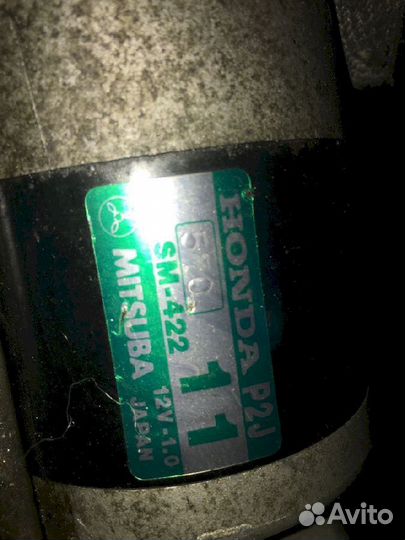 HONDA P2J
11
SM-422 12V-1.0
MITSUBA JAPAN
Avito